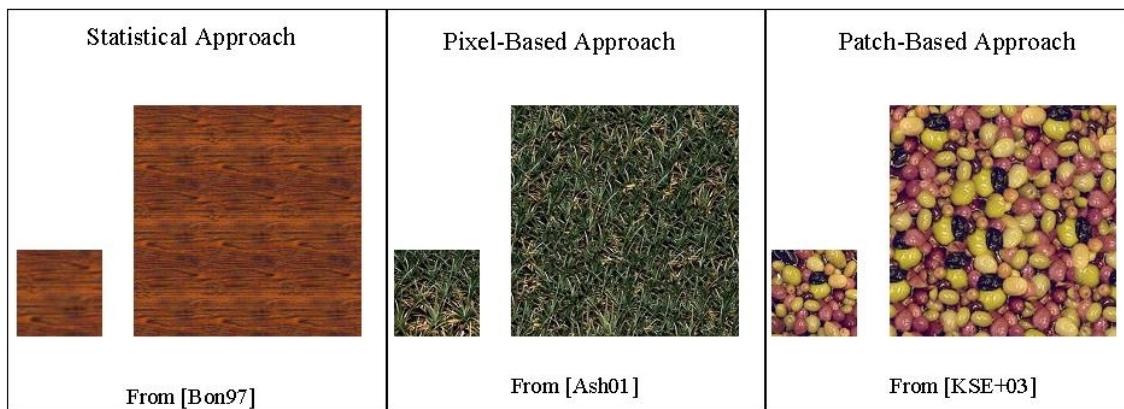 Statistical Approach
Pixel-Based Approach
Patch-Based Approach
From [Bon97]
From [Ash01]
From [KSE+03]